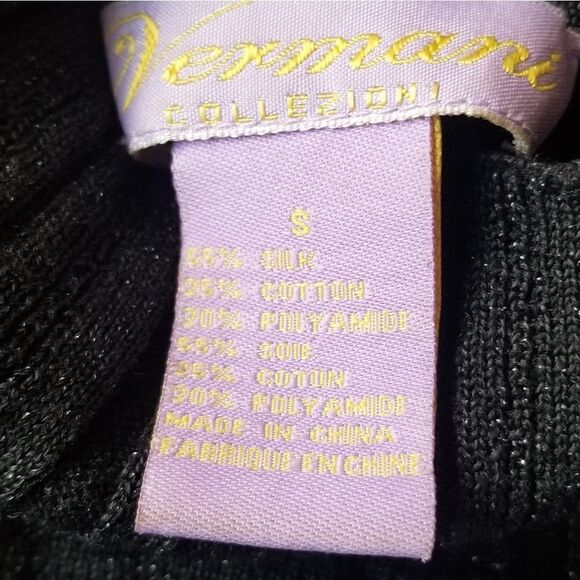 Vermani
COLLEZIONI
S
55% SILK
25% COTTON
20% POLYAMIDE
55% SOIE
25% COTON
20% POLYAMIDE
MADE IN CHINA
FABRIQUE EN CHINE